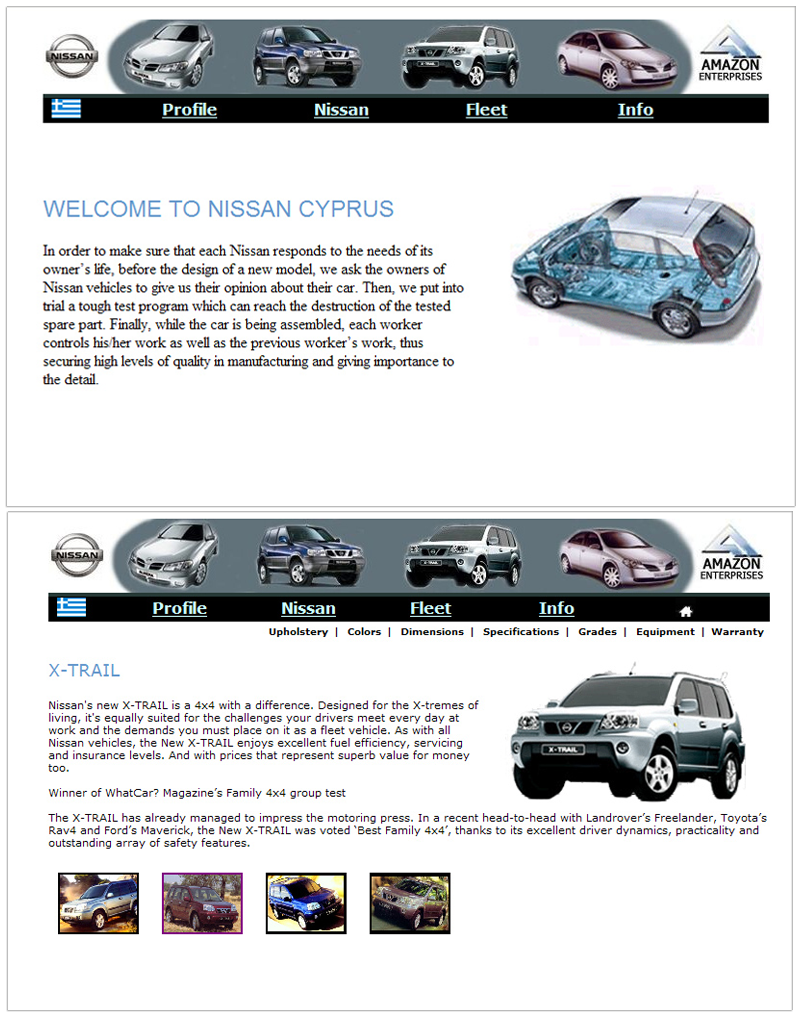 NISSAN
X-TRAIL
AMAZON
ENTERPRISES
Profile Nissan Fleet Info
WELCOME TO NISSAN CYPRUS
In order to make sure that each Nissan responds to the needs of its
owner's life, before the design of a new model, we ask the owners of
Nissan vehicles to give us their opinion about their car. Then, we put into
trial a tough test program which can reach the destruction of the tested
spare part. Finally, while the car is being assembled, each worker
controls his/her work as well as the previous worker's work, thus
securing high levels of quality in manufacturing and giving importance to
the detail.
NISSAN
X-TRAIL
AMAZON
ENTERPRISES
Profile Nissan Fleet Info
Upholstery | Colors | Dimensions | Specifications | Grades | Equipment | Warranty
X-TRAIL
Nissan's new X-TRAIL is a 4x4 with a difference. Designed for the X-tremes of
living, it's equally suited for the challenges your drivers meet every day at
work and the demands you must place on it as a fleet vehicle. As with all
Nissan vehicles, the New X-TRAIL enjoys excellent fuel efficiency, servicing
and insurance levels. And with prices that represent superb value for money
too.
X-TRAIL
Winner of WhatCar? Magazine's Family 4x4 group test
The X-TRAIL has already managed to impress the motoring press. In a recent head-to-head with Landrover's Freelander, Toyota's
Rav4 and Ford's Maverick, the New X-TRAIL was voted ‘Best Family 4x4’, thanks to its excellent driver dynamics, practicality and
outstanding array of safety features.